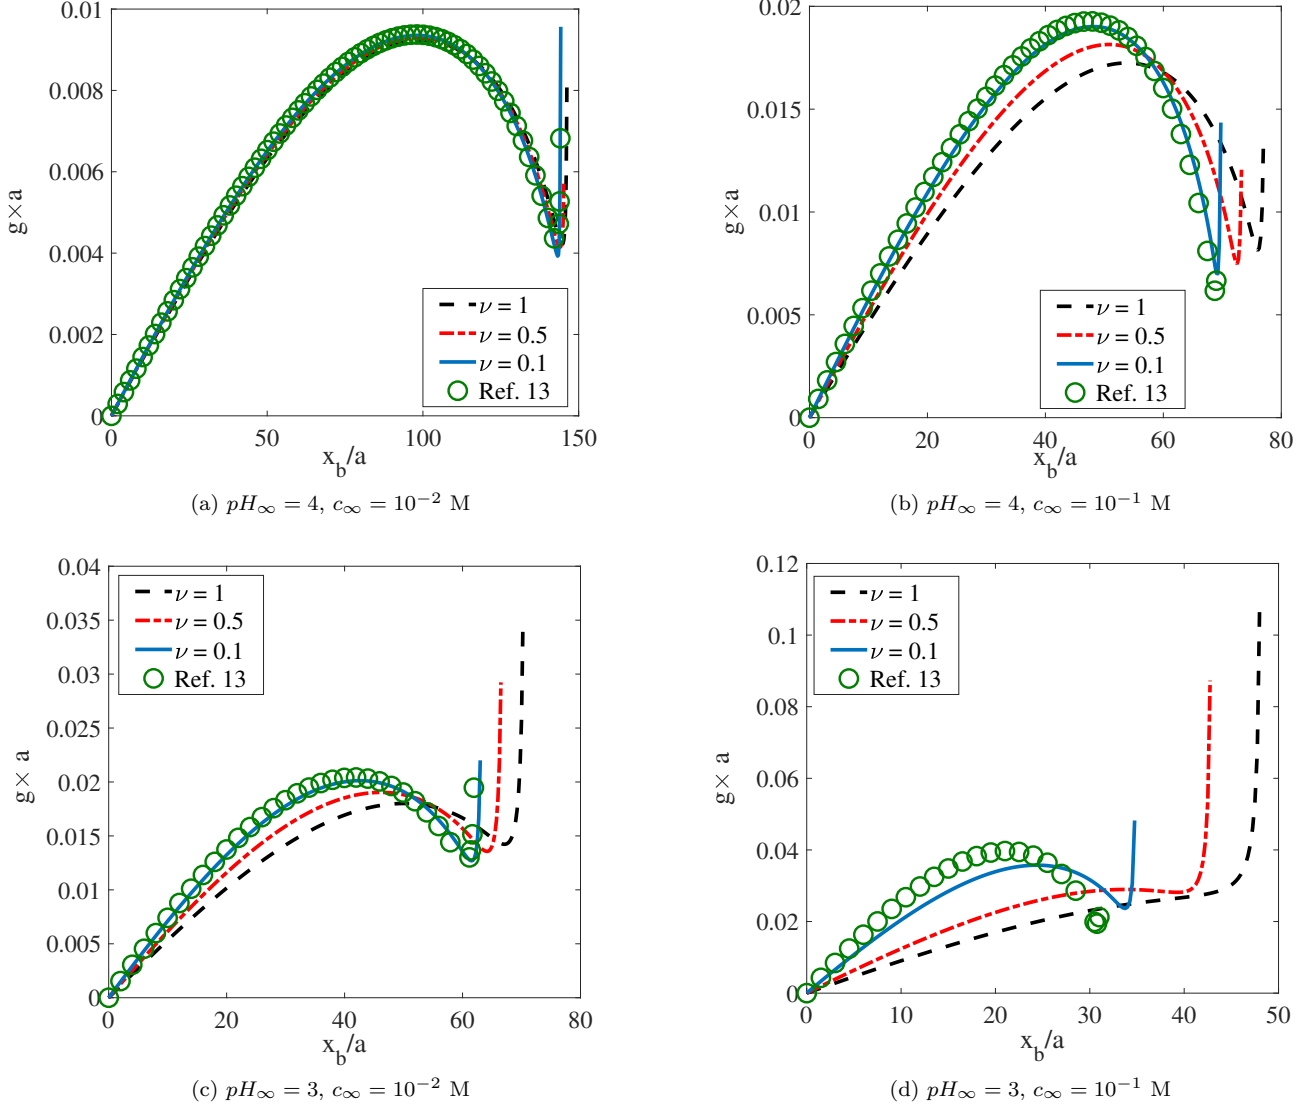 0.01
0.008
0.006
0.004
0.002
0
g×a
0
50
100
150
x_b/a
ν = 1
ν = 0.5
ν = 0.1
Ref. 13
(a) pH∞ = 4, c∞ = 10⁻² M
0.02
0.015
0.01
0.005
0
g×a
0
20
40
60
80
x_b/a
ν = 1
ν = 0.5
ν = 0.1
Ref. 13
(b) pH∞ = 4, c∞ = 10⁻¹ M
0.04
0.035
0.03
0.025
0.02
0.015
0.01
0.005
0
g× a
0
20
40
60
80
x_b/a
ν = 1
ν = 0.5
ν = 0.1
Ref. 13
(c) pH∞ = 3, c∞ = 10⁻² M
0.12
0.1
0.08
0.06
0.04
0.02
0
g× a
0
10
20
30
40
50
x_b/a
ν = 1
ν = 0.5
ν = 0.1
Ref. 13
(d) pH∞ = 3, c∞ = 10⁻¹ M